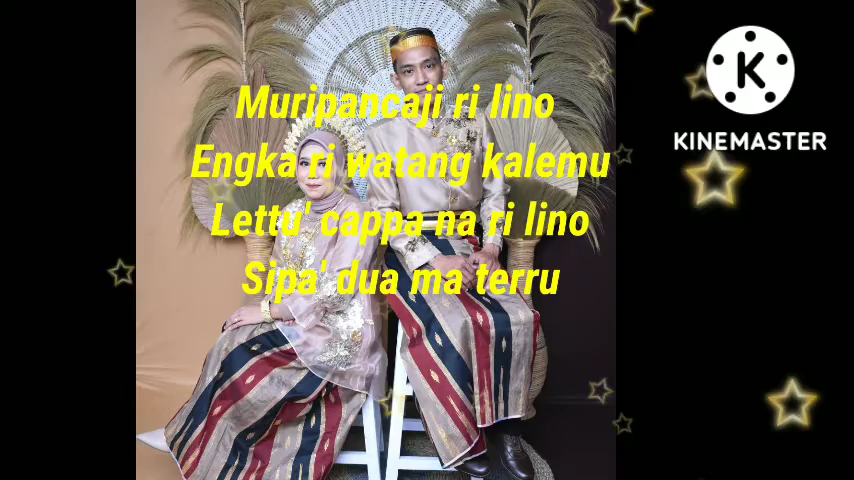 Muripancaji ri lino
Engka ri watang kalemu
Lettu' cappa na ri lino
Sipa' dua ma terru
K
KINEMASTER